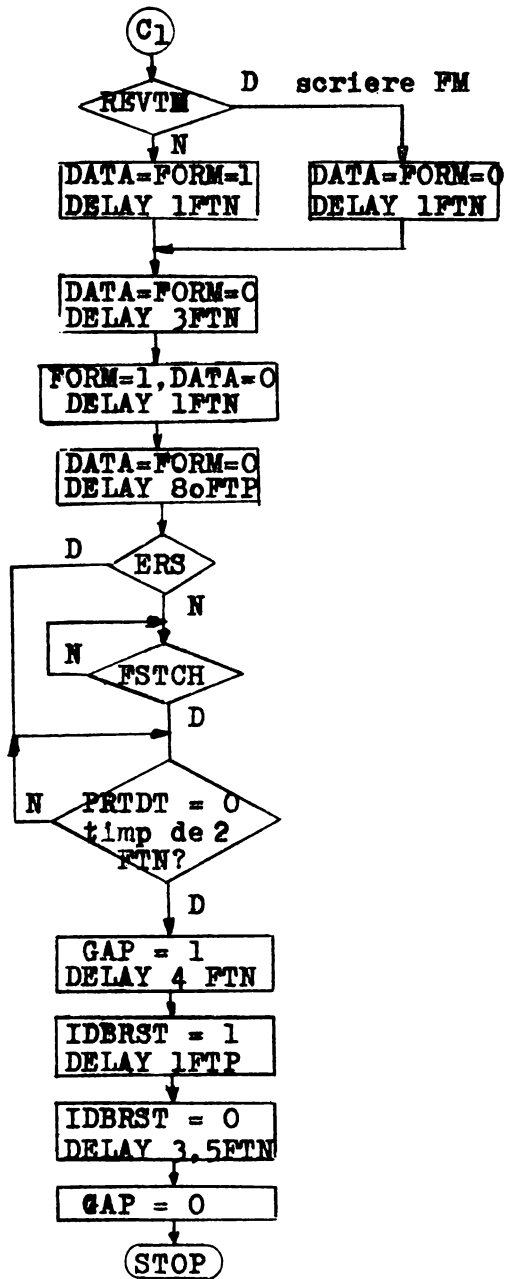 C1
D scriere FM
REVTM
N
DATA=FORM=1
DELAY 1FTN
DATA=FORM=0
DELAY 1FTN
DATA=FORM=0
DELAY 3FTN
FORM=1,DATA=0
DELAY 1FTN
DATA=FORM=0
DELAY 8oFTP
D
ERS
N
N
FSTCH
D
N
PRTDT = 0
timp de 2
FTN?
D
GAP = 1
DELAY 4 FTN
IDBRST = 1
DELAY 1FTP
IDBRST = 0
DELAY 3,5FTN
GAP = 0
STOP